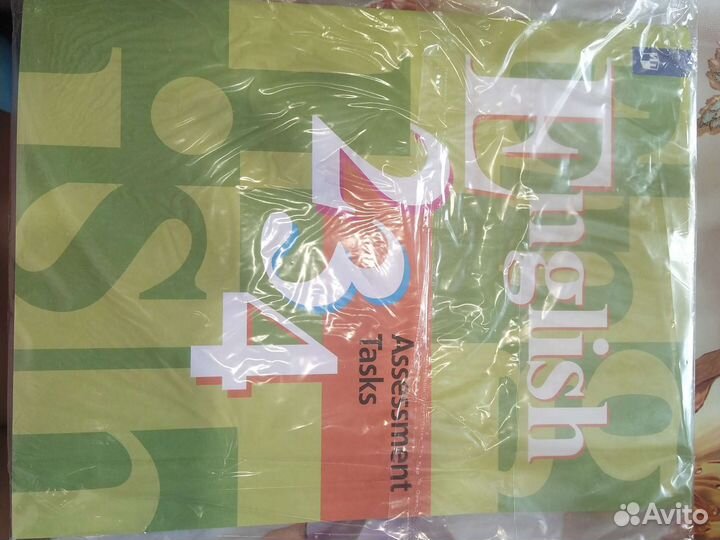 English
2
3
4
Assessment
Tasks
Avito